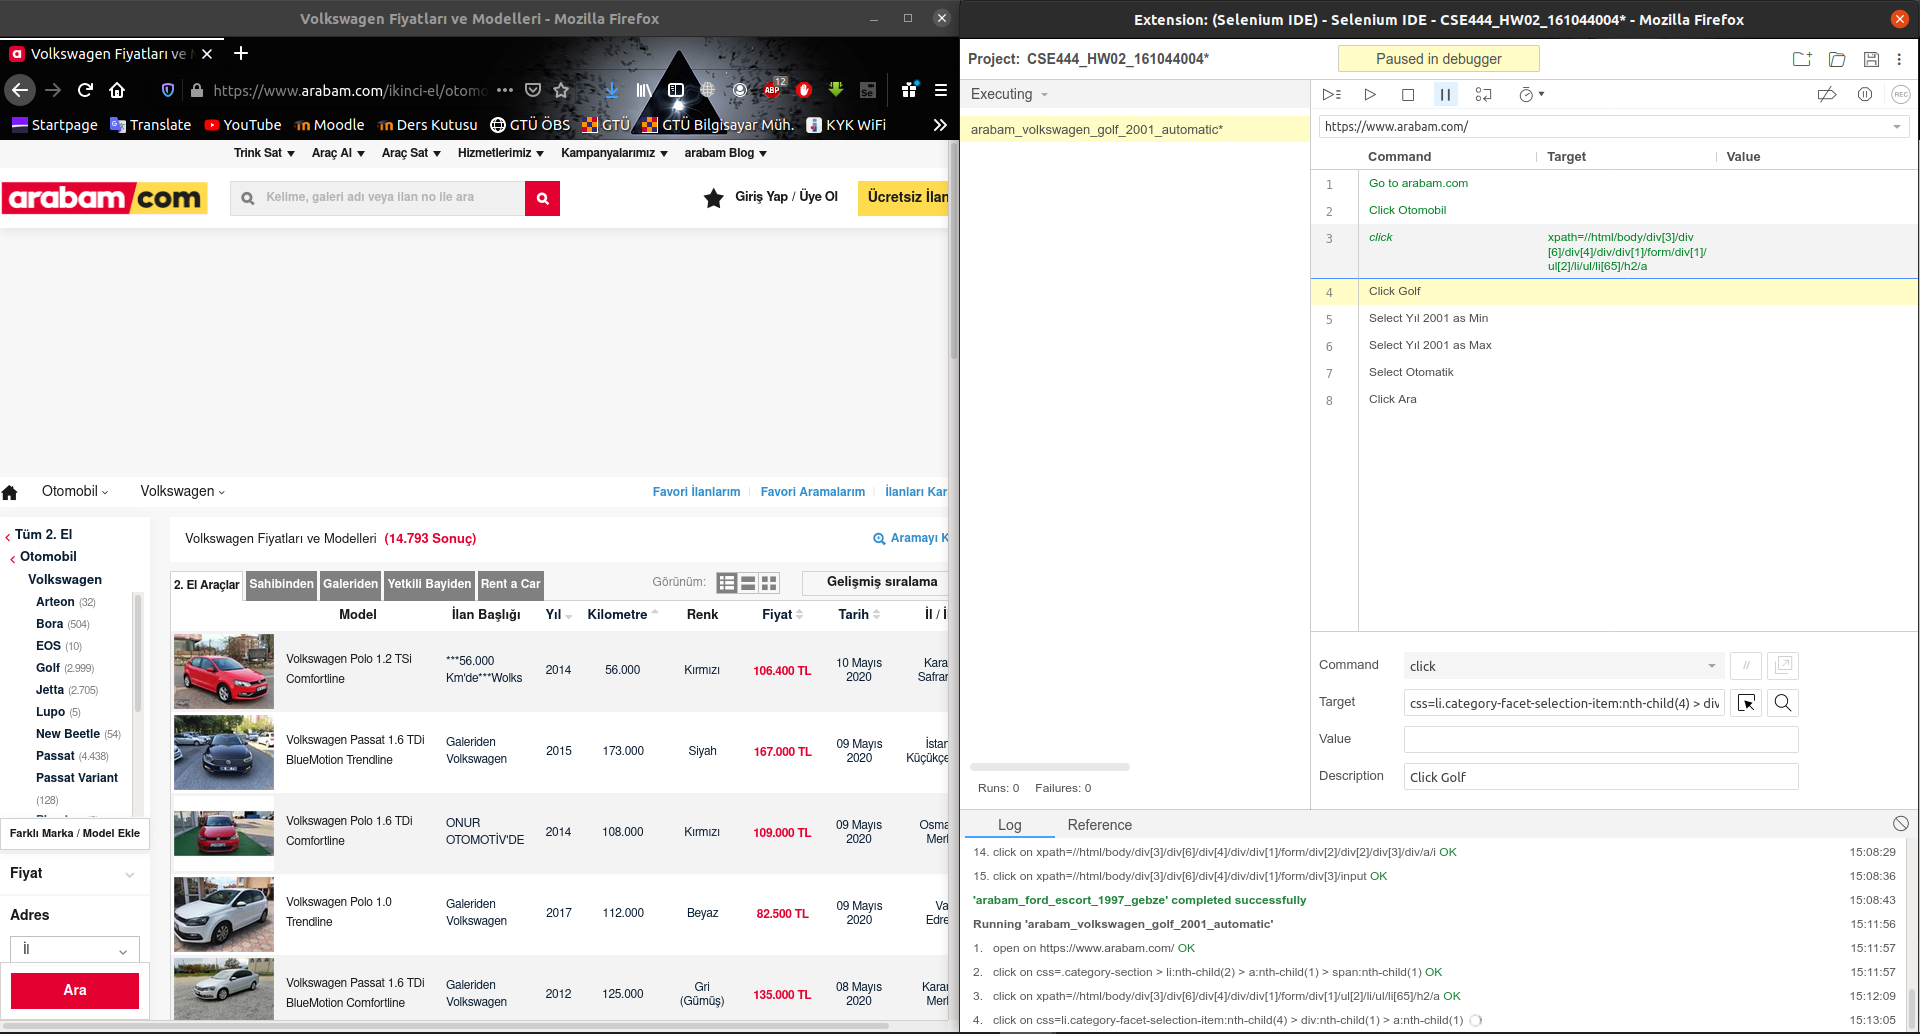 Volkswagen Fiyatları ve Modelleri - Mozilla Firefox
Volkswagen Fiyatları ve M
https://www.arabam.com/ikinci-el/otomo
12
ABP
Se
Startpage
Translate
YouTube
Moodle
Ders Kutusu
GTÜ ÖBS
GTÜ
GTÜ Bilgisayar Müh.
KYK WiFi
Trink Sat
Araç Al
Araç Sat
Hizmetlerimiz
Kampanyalarımız
arabam Blog
arabam.com
Kelime, galeri adı veya ilan no ile ara
Giriş Yap / Üye Ol
Ücretsiz İlan
Otomobil
Volkswagen
Favori İlanlarım
Favori Aramalarım
İlanları Kar
Tüm 2. El
Otomobil
Volkswagen
Arteon (32)
Bora (504)
EOS (10)
Golf (2.999)
Jetta (2.705)
Lupo (5)
New Beetle (54)
Passat (4.438)
Passat Variant
(128)
Farklı Marka / Model Ekle
Fiyat
Adres
İl
Ara
Volkswagen Fiyatları ve Modelleri (14.793 Sonuç)
Aramayı K
2. El Araçlar
Sahibinden
Galeriden
Yetkili Bayiden
Rent a Car
Görünüm:
Gelişmiş sıralama
Model
İlan Başlığı
Yıl
Kilometre
Renk
Fiyat
Tarih
İl / İ
Volkswagen Polo 1.2 TSi
Comfortline
***56.000
Km'de***Wolks
2014
56.000
Kırmızı
106.400 TL
10 Mayıs
2020
Kara
Safran
Volkswagen Passat 1.6 TDi
BlueMotion Trendline
Galeriden
Volkswagen
2015
173.000
Siyah
167.000 TL
09 Mayıs
2020
İstan
Küçükçe
Volkswagen Polo 1.6 TDi
Comfortline
ONUR
OTOMOTİV'DE
2014
108.000
Kırmızı
109.000 TL
09 Mayıs
2020
Osma
Merl
Volkswagen Polo 1.0
Trendline
Galeriden
Volkswagen
2017
112.000
Beyaz
82.500 TL
09 Mayıs
2020
Va
Edre
Volkswagen Passat 1.6 TDi
BlueMotion Comfortline
Galeriden
Volkswagen
2012
125.000
Gri
(Gümüş)
135.000 TL
08 Mayıs
2020
Karan
Merl
Extension: (Selenium IDE) - Selenium IDE - CSE444_HW02_161044004* - Mozilla Firefox
Project: CSE444_HW02_161044004*
Paused in debugger
Executing
REC
arabam_volkswagen_golf_2001_automatic*
https://www.arabam.com/
Command
Target
Value
1 Go to arabam.com
2 Click Otomobil
3 click xpath=//html/body/div[3]/div
[6]/div[4]/div/div[1]/form/div[1]/
ul[2]/li/ul/li[65]/h2/a
4 Click Golf
5 Select Yıl 2001 as Min
6 Select Yıl 2001 as Max
7 Select Otomatik
8 Click Ara
Command click //
Target css=li.category-facet-selection-item:nth-child(4) > div
Value
Description Click Golf
Runs: 0 Failures: 0
Log
Reference
14. click on xpath=//html/body/div[3]/div[6]/div[4]/div/div[1]/form/div[2]/div[2]/div[3]/div/a/i OK 15:08:29
15. click on xpath=//html/body/div[3]/div[6]/div[4]/div/div[1]/form/div[3]/input OK 15:08:36
'arabam_ford_escort_1997_gebze' completed successfully 15:08:43
Running 'arabam_volkswagen_golf_2001_automatic' 15:11:56
1. open on https://www.arabam.com/ OK 15:11:57
2. click on css=.category-section > li:nth-child(2) > a:nth-child(1) > span:nth-child(1) OK 15:11:57
3. click on xpath=//html/body/div[3]/div[6]/div[4]/div/div[1]/form/div[1]/ul[2]/li/ul/li[65]/h2/a OK 15:12:09
4. click on css=li.category-facet-selection-item:nth-child(4) > div:nth-child(1) > a:nth-child(1) 15:13:05